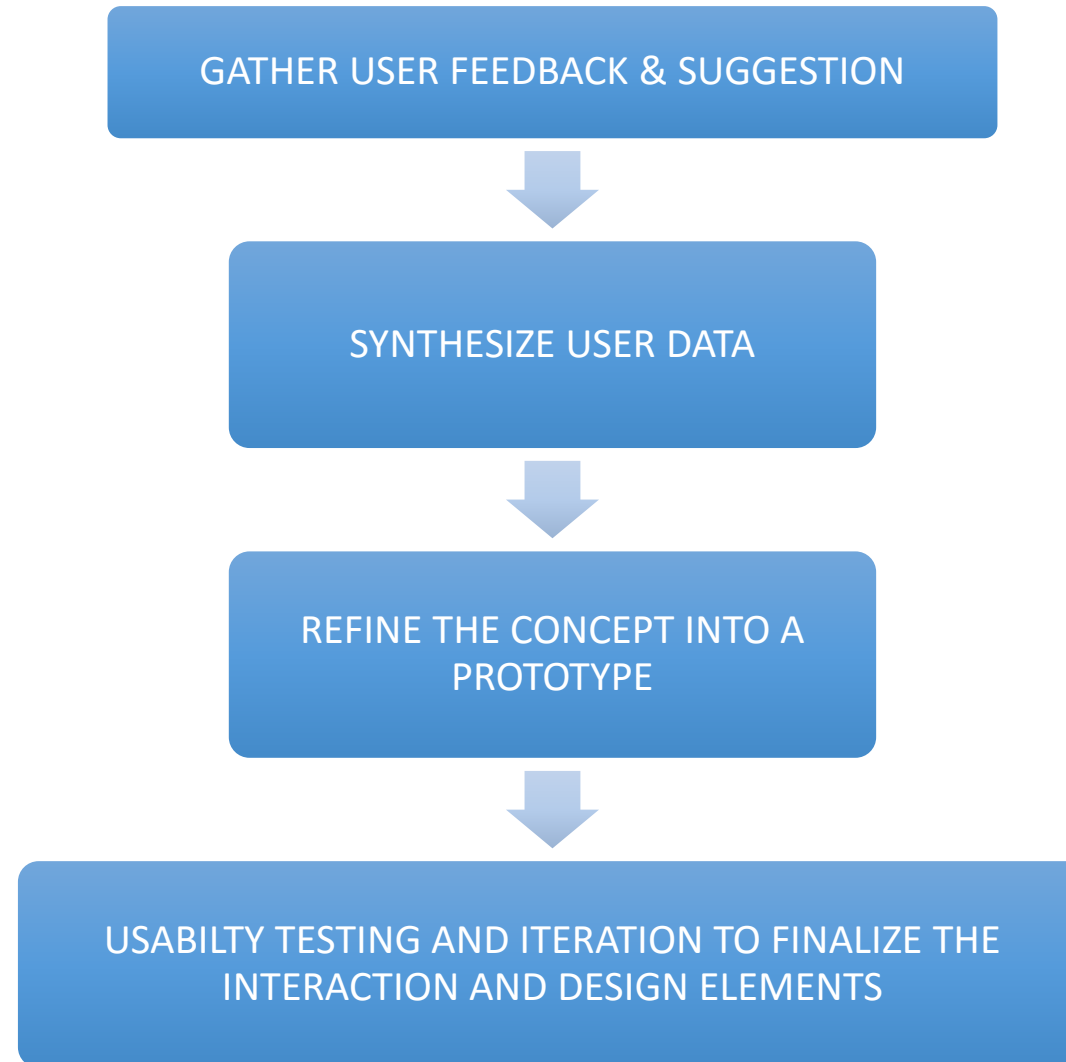 GATHER USER FEEDBACK & SUGGESTION
SYNTHESIZE USER DATA
REFINE THE CONCEPT INTO A
PROTOTYPE
USABILTY TESTING AND ITERATION TO FINALIZE THE
INTERACTION AND DESIGN ELEMENTS